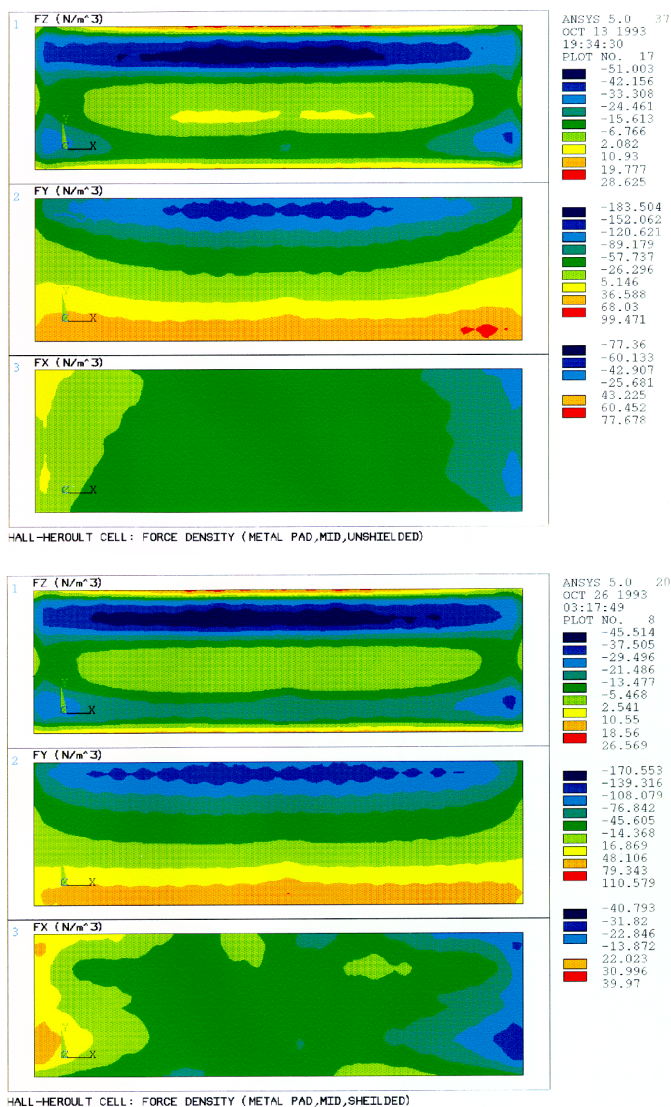 1
FZ (N/m^3)
Y
X
2
FY (N/m^3)
X
3
FX (N/m^3)
X
HALL-HEROULT CELL: FORCE DENSITY (METAL PAD,MID,UNSHIELDED)
ANSYS 5.0 37
OCT 13 1993
19:34:30
PLOT NO. 17
-51.003
-42.156
-33.308
-24.461
-15.613
-6.766
2.082
10.93
19.777
28.625
-183.504
-152.062
-120.621
-89.179
-57.737
-26.296
5.146
36.588
68.03
99.471
-77.36
-60.133
-42.907
-25.681
43.225
60.452
77.678
1
FZ (N/m^3)
X
2
FY (N/m^3)
X
3
FX (N/m^3)
X
HALL-HEROULT CELL: FORCE DENSITY (METAL PAD,MID,SHEILDED)
ANSYS 5.0 20
OCT 26 1993
03:17:49
PLOT NO. 8
-45.514
-37.505
-29.496
-21.486
-13.477
-5.468
2.541
10.55
18.56
26.569
-170.553
-139.316
-108.079
-76.842
-45.605
-14.368
16.869
48.106
79.343
110.579
-40.793
-31.82
-22.846
-13.872
22.023
30.996
39.97